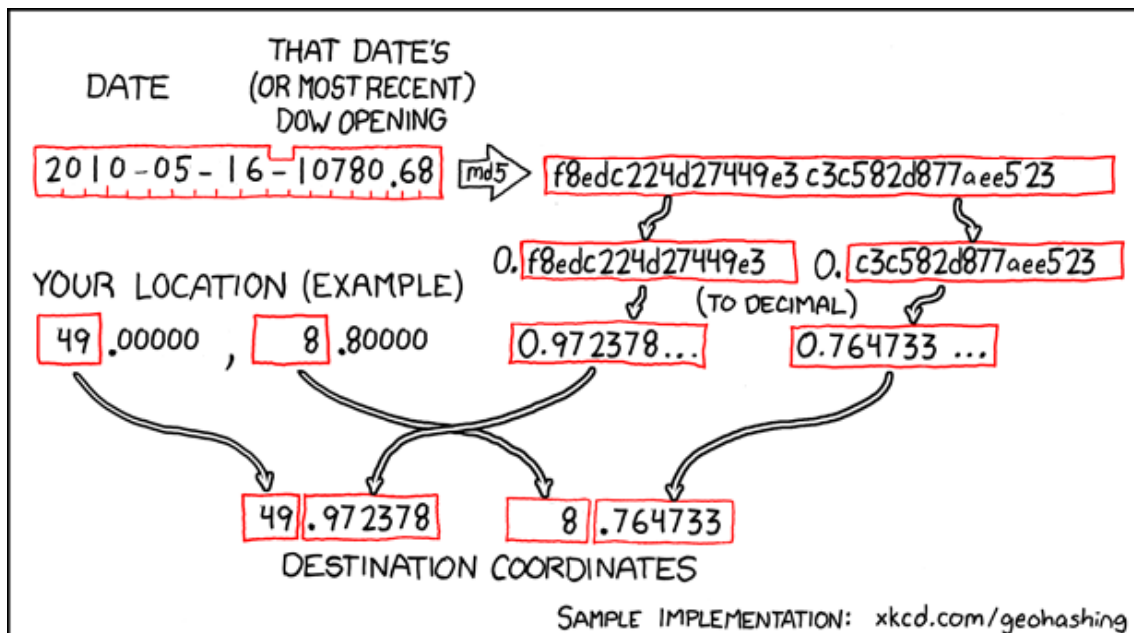 DATE
THAT DATE'S
(OR MOST RECENT)
DOW OPENING
2010-05-16-10780.68
md5
f8edc224d27449e3c3c582d877aee523
0.f8edc224d27449e3
0.c3c582d877aee523
YOUR LOCATION (EXAMPLE)
(TO DECIMAL)
49.00000, 8.80000
0.972378...
0.764733...
49.972378
8.764733
DESTINATION COORDINATES
SAMPLE IMPLEMENTATION: xkcd.com/geohashing